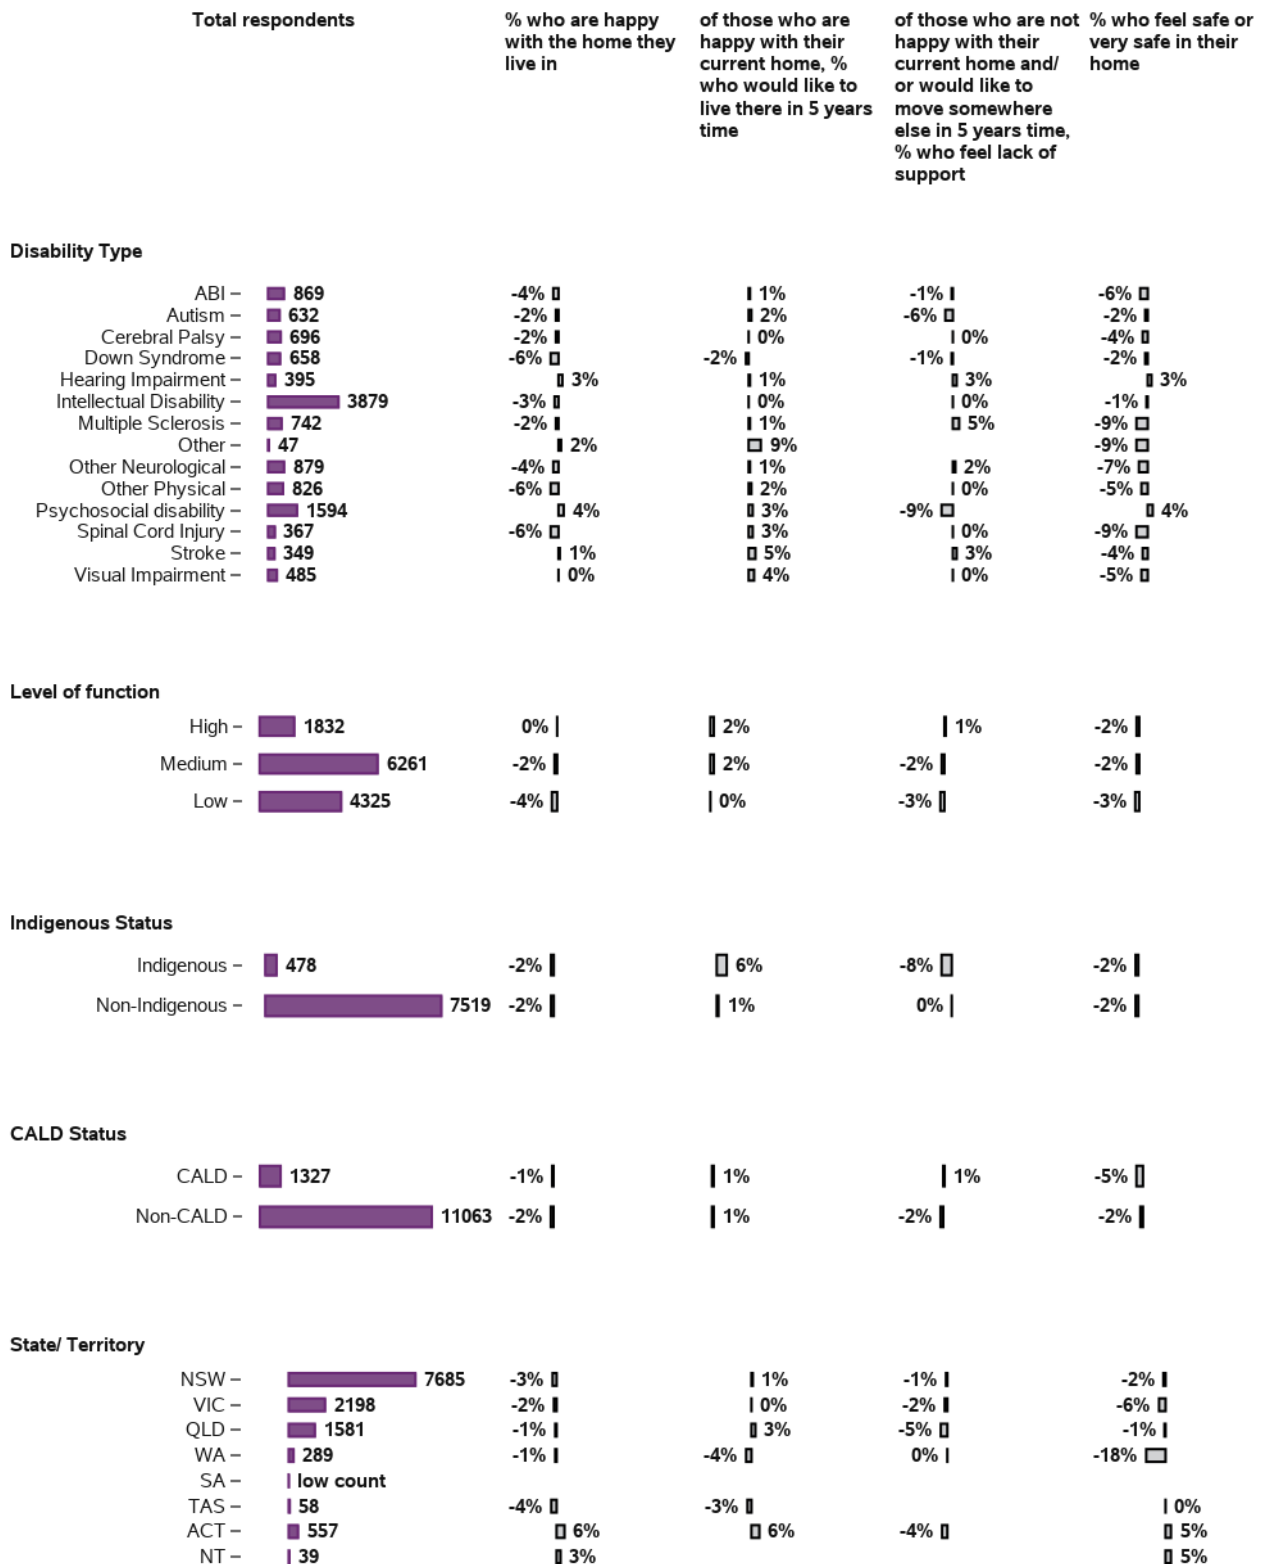 Total respondents
% who are happy
with the home they
live in
of those who are
happy with their
current home, %
who would like to
live there in 5 years
time
of those who are not
happy with their
current home and/
or would like to
move somewhere
else in 5 years time,
% who feel lack of
support
% who feel safe or
very safe in their
home
Disability Type
ABI 869 -4% 1% -1% -6%
Autism 632 -2% 2% -6% -2%
Cerebral Palsy 696 -2% 0% 0% -4%
Down Syndrome 658 -6% -2% -1% -2%
Hearing Impairment 395 3% 1% 3% 3%
Intellectual Disability 3879 -3% 0% 0% -1%
Multiple Sclerosis 742 -2% 1% 5% -9%
Other 47 2% 9% -9%
Other Neurological 879 -4% 1% 2% -7%
Other Physical 826 -6% 2% 0% -5%
Psychosocial disability 1594 4% 3% -9% 4%
Spinal Cord Injury 367 -6% 3% 0% -9%
Stroke 349 1% 5% 3% -4%
Visual Impairment 485 0% 4% 0% -5%
Level of function
High 1832 0% 2% 1% -2%
Medium 6261 -2% 2% -2% -2%
Low 4325 -4% 0% -3% -3%
Indigenous Status
Indigenous 478 -2% 6% -8% -2%
Non-Indigenous 7519 -2% 1% 0% -2%
CALD Status
CALD 1327 -1% 1% 1% -5%
Non-CALD 11063 -2% 1% -2% -2%
State/ Territory
NSW 7685 -3% 1% -1% -2%
VIC 2198 -2% 0% -2% -6%
QLD 1581 -1% 3% -5% -1%
WA 289 -1% -4% 0% -18%
SA low count
TAS 58 -4% -3% 0%
ACT 557 6% 6% -4% 5%
NT 39 3% 5%